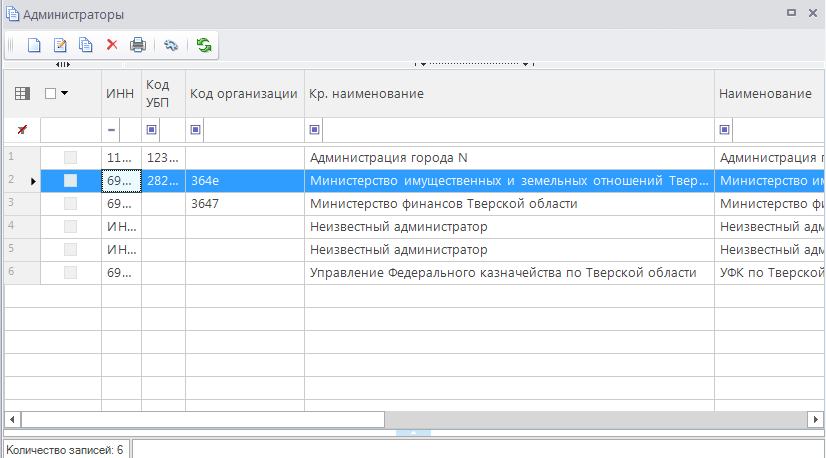 Администраторы
ИНН Код УБП Код организации Кр. наименование Наименование
1 11... 123... Администрация города N Администрация г
2 69... 282... 364е Министерство имущественных и земельных отношений Твер... Министерство им
3 69... 3647 Министерство финансов Тверской области Министерство фи
4 ИН... Неизвестный администратор Неизвестный адм
5 ИН... Неизвестный администратор Неизвестный адм
6 69... Управление Федерального казначейства по Тверской области УФК по Тверской
Количество записей: 6